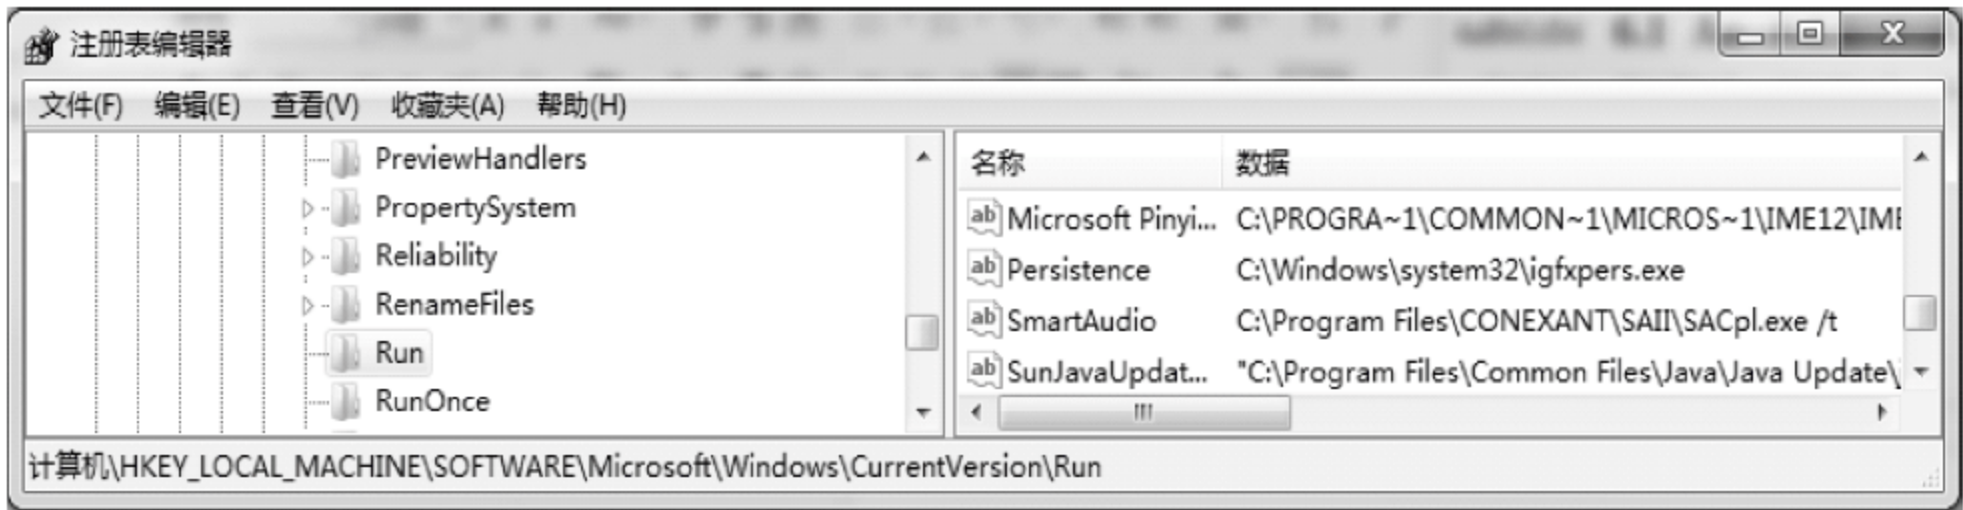 注册表编辑器
文件(F) 编辑(E) 查看(V) 收藏夹(A) 帮助(H)
PreviewHandlers
PropertySystem
Reliability
RenameFiles
Run
RunOnce
名称 数据
Microsoft Pinyi... C:\PROGRA~1\COMMON~1\MICROS~1\IME12\IME
Persistence C:\Windows\system32\igfxpers.exe
SmartAudio C:\Program Files\CONEXANT\SAII\SACpl.exe /t
SunJavaUpdat... "C:\Program Files\Common Files\Java\Java Update\
计算机\HKEY_LOCAL_MACHINE\SOFTWARE\Microsoft\Windows\CurrentVersion\Run